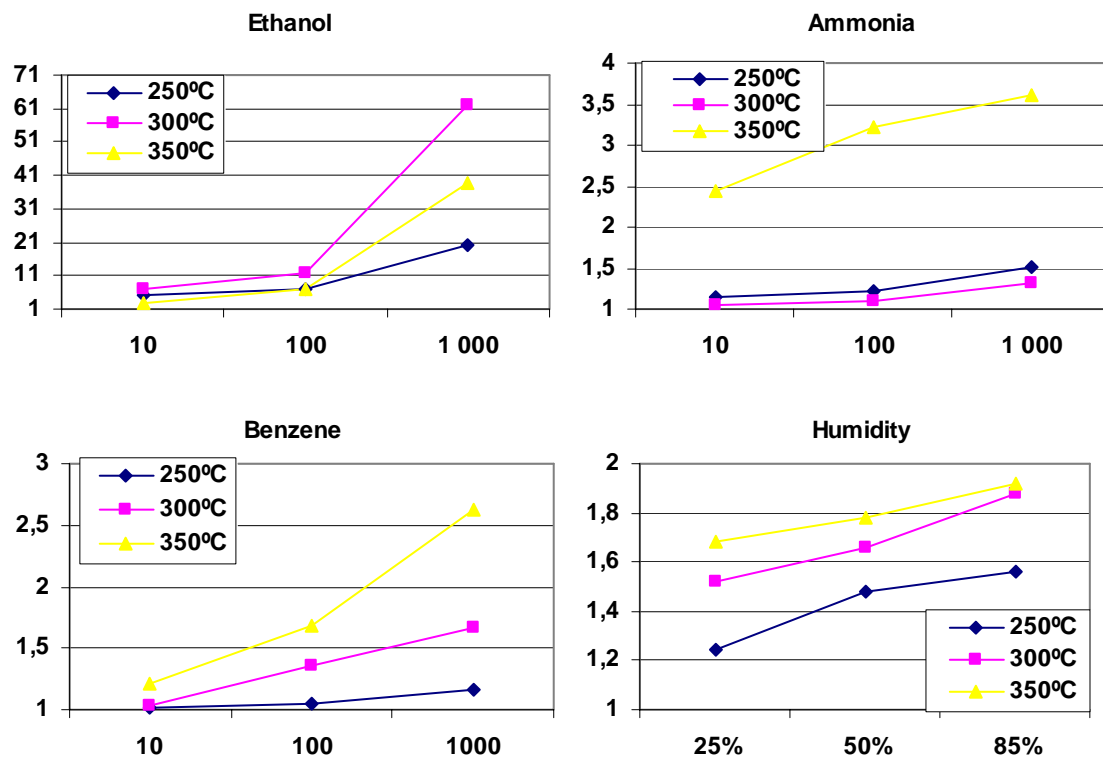 Ethanol
71
61
51
41
31
21
11
1
250ºC
300ºC
350ºC
10 100 1 000
Ammonia
4
3,5
3
2,5
2
1,5
1
250ºC
300ºC
350ºC
10 100 1 000
Benzene
3
2,5
2
1,5
1
250ºC
300ºC
350ºC
10 100 1000
Humidity
2
1,8
1,6
1,4
1,2
1
250ºC
300ºC
350ºC
25% 50% 85%